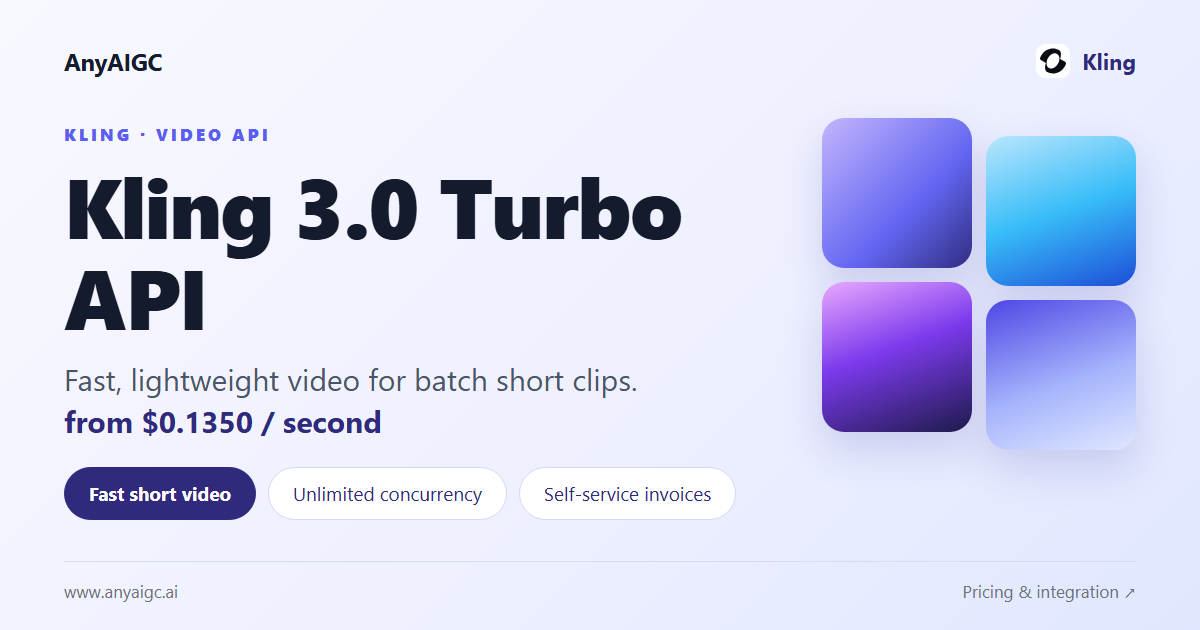 AnyAIGC
Kling
KLING · VIDEO API
Kling 3.0 Turbo
API
Fast, lightweight video for batch short clips.
from $0.1350 / second
Fast short video
Unlimited concurrency
Self-service invoices
www.anyaigc.ai
Pricing & integration ↗